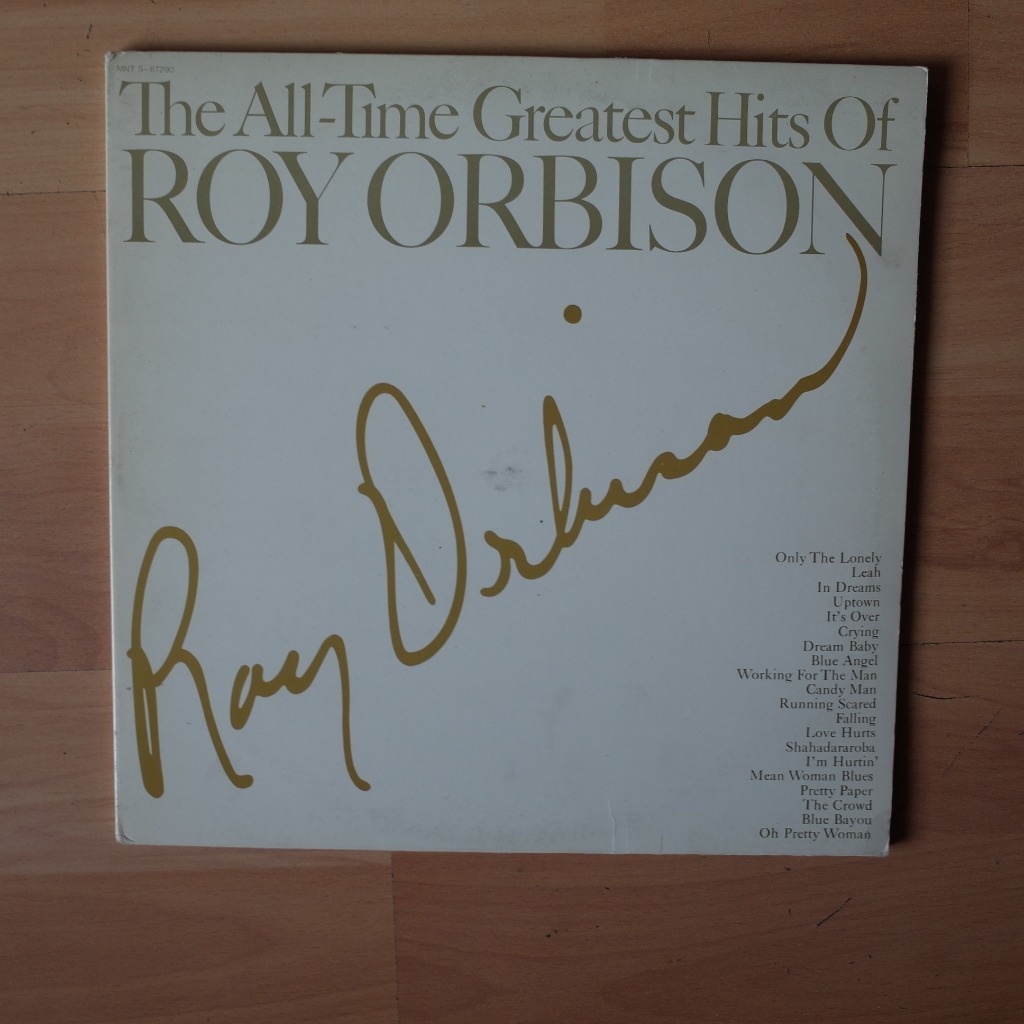 MNT S-67290
The All-Time Greatest Hits Of
ROY ORBISON
Roy Orbison
Only The Lonely
Leah
In Dreams
Uptown
It's Over
Crying
Dream Baby
Blue Angel
Working For The Man
Candy Man
Running Scared
Falling
Love Hurts
Shahadararoba
I'm Hurtin'
Mean Woman Blues
Pretty Paper
The Crowd
Blue Bayou
Oh Pretty Woman